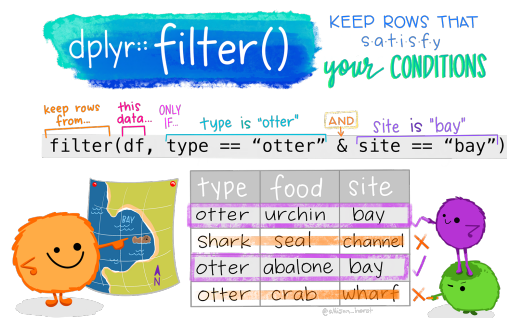 dplyr::filter()
KEEP ROWS THAT
s·a·t·i·s·f·y
your CONDITIONS
keep rows from...
this data...
ONLY IF...
type is "otter"
AND
site is "bay"
filter(df, type == “otter” & site == “bay”)
BAY
N
type food site
otter urchin bay
shark seal channel
otter abalone bay
otter crab wharf
@allison_horst